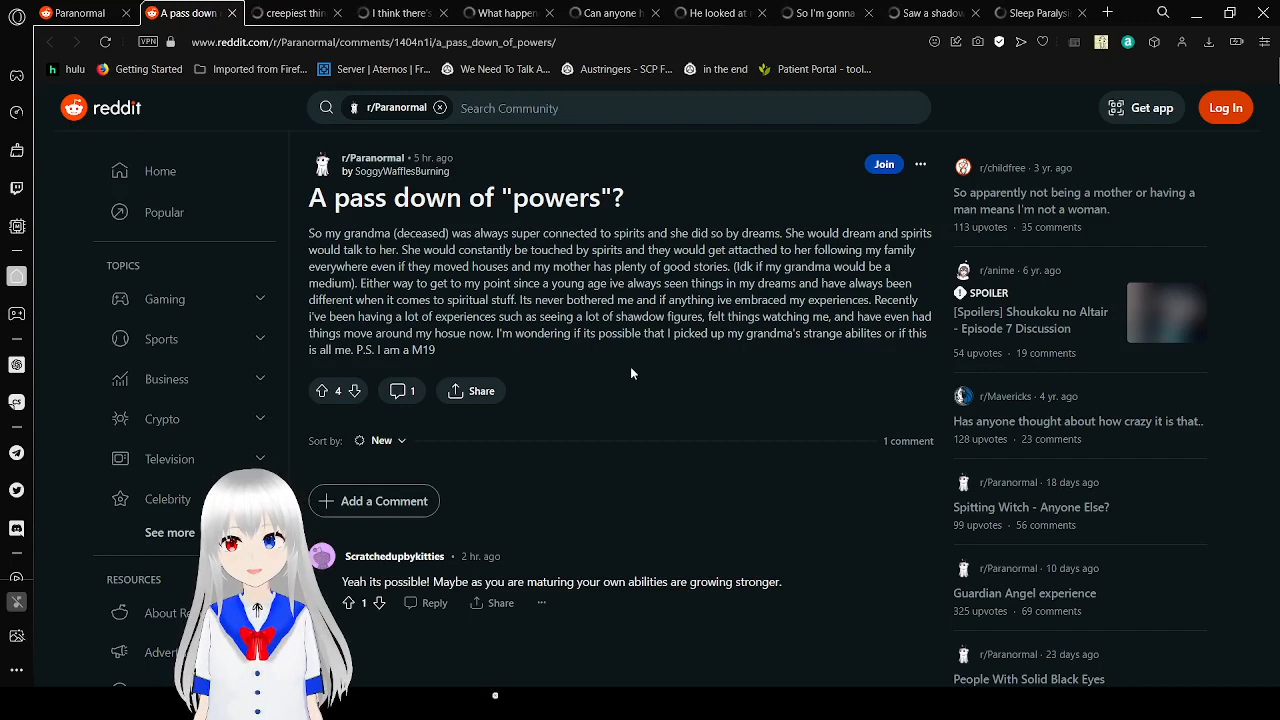 Paranormal
A pass down
creepiest thin
I think there's
What happen
Can anyone h
He looked at
So I'm gonna
Saw a shadow
Sleep Paralysi
VPN
www.reddit.com/r/Paranormal/comments/1404n1i/a_pass_down_of_powers/
h hulu
Getting Started
Imported from Firef...
Server | Aternos | Fr...
We Need To Talk A...
Austringers - SCP F...
in the end
Patient Portal - tool...
reddit
r/Paranormal
Search Community
Get app
Log In
Home
Popular
TOPICS
Gaming
Sports
Business
Crypto
Television
Celebrity
See more
RESOURCES
About Re
Advert
r/Paranormal • 5 hr. ago
by SoggyWafflesBurning
Join
A pass down of "powers"?
So my grandma (deceased) was always super connected to spirits and she did so by dreams. She would dream and spirits
would talk to her. She would constantly be touched by spirits and they would get attacthed to her following my family
everywhere even if they moved houses and my mother has plenty of good stories. (Idk if my grandma would be a
medium). Either way to get to my point since a young age ive always seen things in my dreams and have always been
different when it comes to spiritual stuff. Its never bothered me and if anything ive embraced my experiences. Recently
i've been having a lot of experiences such as seeing a lot of shawdow figures, felt things watching me, and have even had
things move around my hosue now. I'm wondering if its possible that I picked up my grandma's strange abilites or if this
is all me. P.S. I am a M19
4
1
Share
Sort by: New
1 comment
Add a Comment
Scratchedupbykitties • 2 hr. ago
Yeah its possible! Maybe as you are maturing your own abilities are growing stronger.
1
Reply
Share
r/childfree • 3 yr. ago
So apparently not being a mother or having a
man means I'm not a woman.
113 upvotes • 35 comments
r/anime • 6 yr. ago
SPOILER
[Spoilers] Shoukoku no Altair
- Episode 7 Discussion
54 upvotes • 19 comments
r/Mavericks • 4 yr. ago
Has anyone thought about how crazy it is that..
128 upvotes • 23 comments
r/Paranormal • 18 days ago
Spitting Witch - Anyone Else?
99 upvotes • 56 comments
r/Paranormal • 10 days ago
Guardian Angel experience
325 upvotes • 69 comments
r/Paranormal • 23 days ago
People With Solid Black Eyes